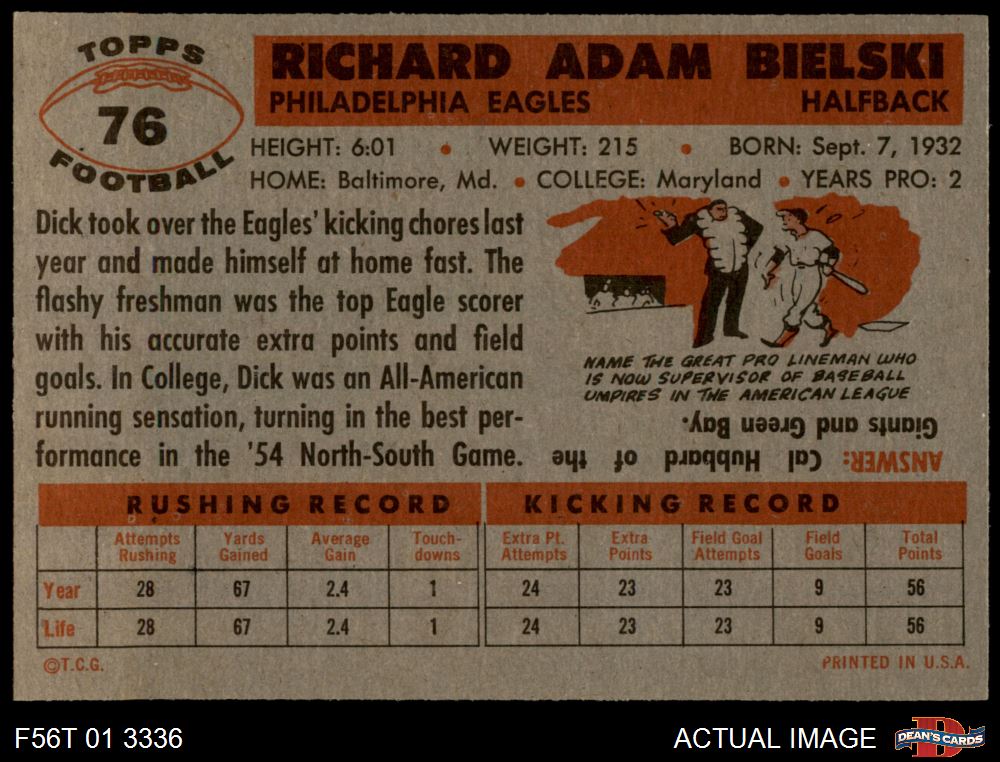 TOPPS
76
FOOTBALL
RICHARD ADAM BIELSKI
PHILADELPHIA EAGLES HALFBACK
HEIGHT: 6:01 • WEIGHT: 215 • BORN: Sept. 7, 1932
HOME: Baltimore, Md. • COLLEGE: Maryland • YEARS PRO: 2
Dick took over the Eagles' kicking chores last
year and made himself at home fast. The
flashy freshman was the top Eagle scorer
with his accurate extra points and field
goals. In College, Dick was an All-American
running sensation, turning in the best per-
formance in the '54 North-South Game.
NAME THE GREAT PRO LINEMAN WHO
IS NOW SUPERVISOR OF BASEBALL
UMPIRES IN THE AMERICAN LEAGUE
ANSWER: Cal Hubbard of the
Giants and Green Bay.
RUSHING RECORD KICKING RECORD
Attempts Rushing Yards Gained Average Gain Touch-downs Extra Pt. Attempts Extra Points Field Goal Attempts Field Goals Total Points
Year 28 67 2.4 1 24 23 23 9 56
Life 28 67 2.4 1 24 23 23 9 56
©T.C.G. PRINTED IN U.S.A.
F56T 01 3336 ACTUAL IMAGE D DEAN'S CARDS